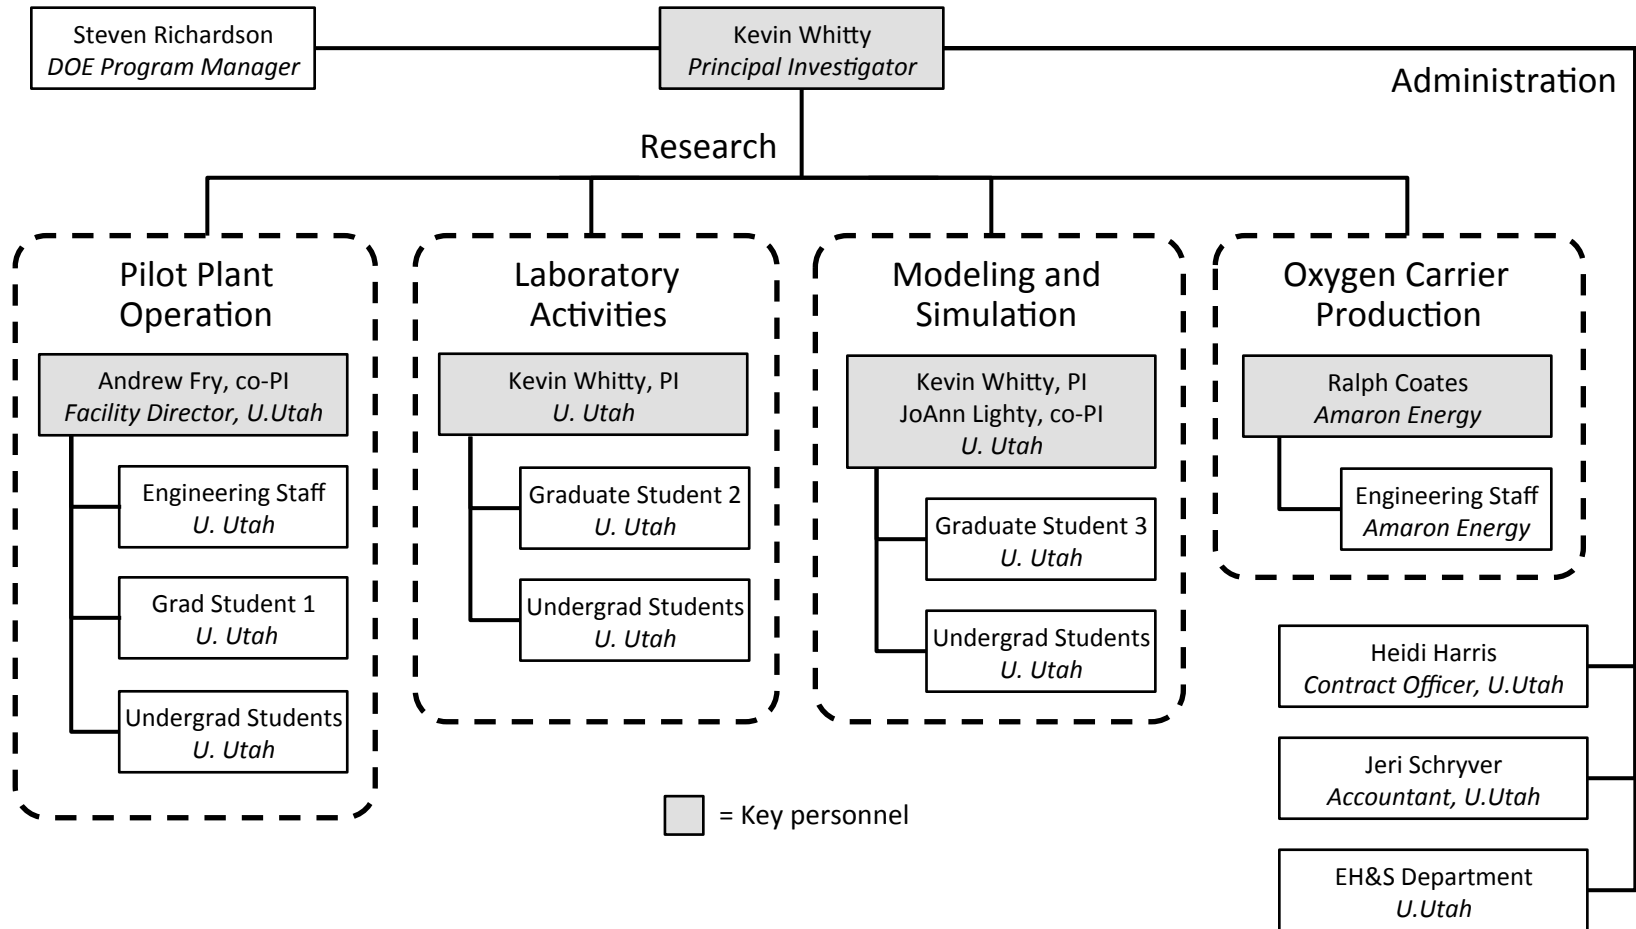 Steven Richardson
DOE Program Manager
Kevin Whitty
Principal Investigator
Administration
Research
Pilot Plant
Operation
Andrew Fry, co-PI
Facility Director, U.Utah
Engineering Staff
U. Utah
Grad Student 1
U. Utah
Undergrad Students
U. Utah
Laboratory
Activities
Kevin Whitty, PI
U. Utah
Graduate Student 2
U. Utah
Undergrad Students
U. Utah
Modeling and
Simulation
Kevin Whitty, PI
JoAnn Lighty, co-PI
U. Utah
Graduate Student 3
U. Utah
Undergrad Students
U. Utah
Oxygen Carrier
Production
Ralph Coates
Amaron Energy
Engineering Staff
Amaron Energy
Heidi Harris
Contract Officer, U.Utah
Jeri Schryver
Accountant, U.Utah
EH&S Department
U.Utah
= Key personnel